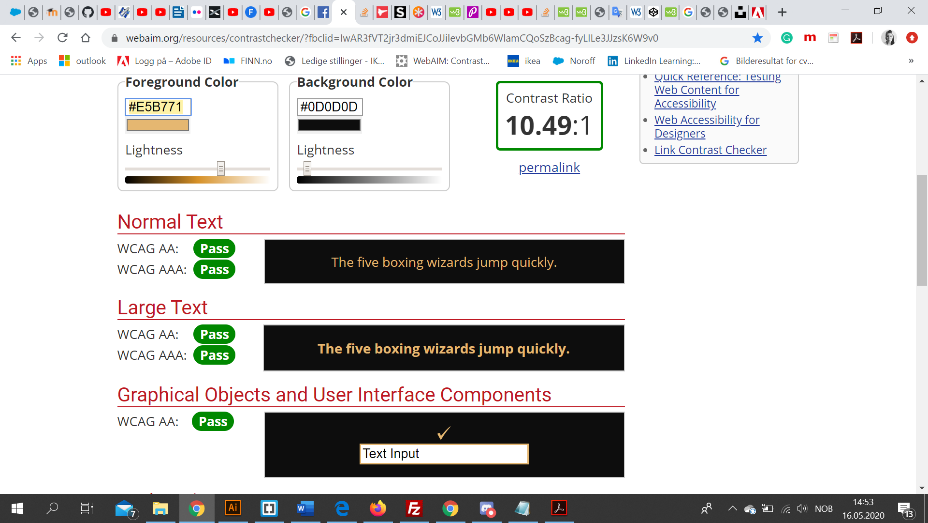 webaim.org/resources/contrastchecker/?fbclid=IwAR3fVT2jr3dmiEJCoJJiIevbGMb6WIamCQoSzBcag-fyLlLe3JJzsK6W9v0
Apps outlook Logg på – Adobe ID FINN.no Ledige stillinger - IK... WebAIM: Contrast... ikea Noroff LinkedIn Learning:... Bilderesultat for cv... »
Foreground Color
#E5B771
Lightness
Background Color
#0D0D0D
Lightness
Contrast Ratio
10.49:1
permalink
Quick Reference: Testing
Web Content for
Accessibility
Web Accessibility for
Designers
Link Contrast Checker
Normal Text
WCAG AA: Pass
WCAG AAA: Pass
The five boxing wizards jump quickly.
Large Text
WCAG AA: Pass
WCAG AAA: Pass
The five boxing wizards jump quickly.
Graphical Objects and User Interface Components
WCAG AA: Pass
Text Input
7
NOB
14:53
16.05.2020
13